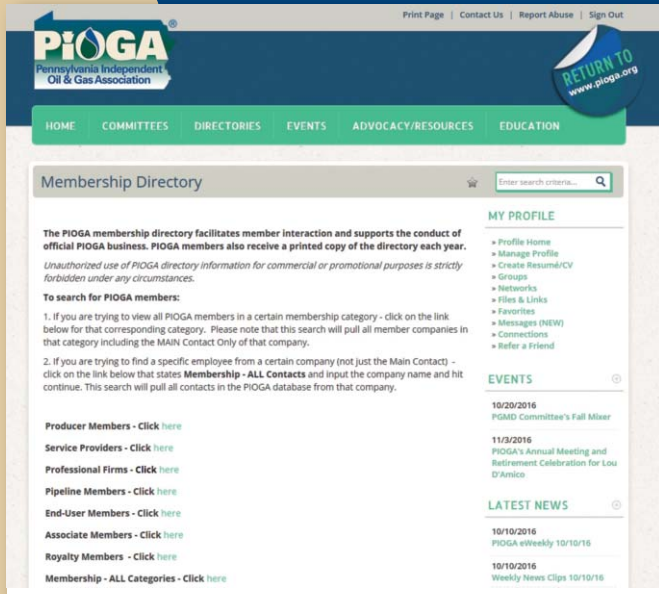 Print Page | Contact Us | Report Abuse | Sign Out
PIOGA®
Pennsylvania Independent
Oil & Gas Association
RETURN TO
www.pioga.org
HOME COMMITTEES DIRECTORIES EVENTS ADVOCACY/RESOURCES EDUCATION
Membership Directory
Enter search criteria...
The PIOGA membership directory facilitates member interaction and supports the conduct of
official PIOGA business. PIOGA members also receive a printed copy of the directory each year.
Unauthorized use of PIOGA directory information for commercial or promotional purposes is strictly
forbidden under any circumstances.
To search for PIOGA members:
1. If you are trying to view all PIOGA members in a certain membership category - click on the link
below for that corresponding category. Please note that this search will pull all member companies in
that category including the MAIN Contact Only of that company.
2. If you are trying to find a specific employee from a certain company (not just the Main Contact) -
click on the link below that states Membership - ALL Contacts and input the company name and hit
continue. This search will pull all contacts in the PIOGA database from that company.
Producer Members - Click here
Service Providers - Click here
Professional Firms - Click here
Pipeline Members - Click here
End-User Members - Click here
Associate Members - Click here
Royalty Members - Click here
Membership - ALL Categories - Click here
MY PROFILE
» Profile Home
» Manage Profile
» Create Resumé/CV
» Groups
» Networks
» Files & Links
» Favorites
» Messages (NEW)
» Connections
» Refer a Friend
EVENTS
10/20/2016
PGMD Committee's Fall Mixer
11/3/2016
PIOGA's Annual Meeting and
Retirement Celebration for Lou
D'Amico
LATEST NEWS
10/10/2016
PIOGA eWeekly 10/10/16
10/10/2016
Weekly News Clips 10/10/16